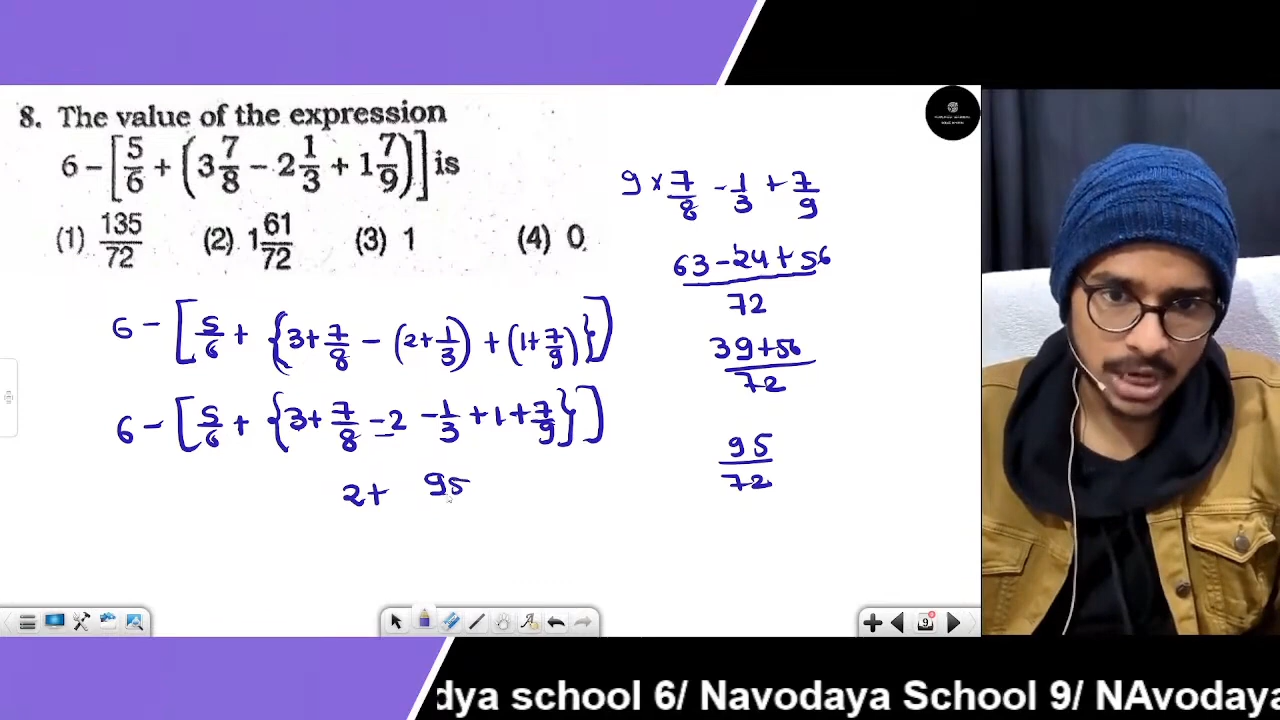 8. The value of the expression
6 − [5/6 + (3 7/8 − 2 1/3 + 1 7/9)] is
(1) 135/72 (2) 1 61/72 (3) 1 (4) 0
6 − [5/6 + {3 + 7/8 − (2 + 1/3) + (1 + 7/9)}]
6 − [5/6 + {3 + 7/8 − 2 − 1/3 + 1 + 7/9}]
2 + 95
9 × 7/8 − 1/3 + 7/9
63 − 24 + 56 / 72
39 + 56 / 72
95 / 72
9
dya school 6/ Navodaya School 9/ NAvodaya